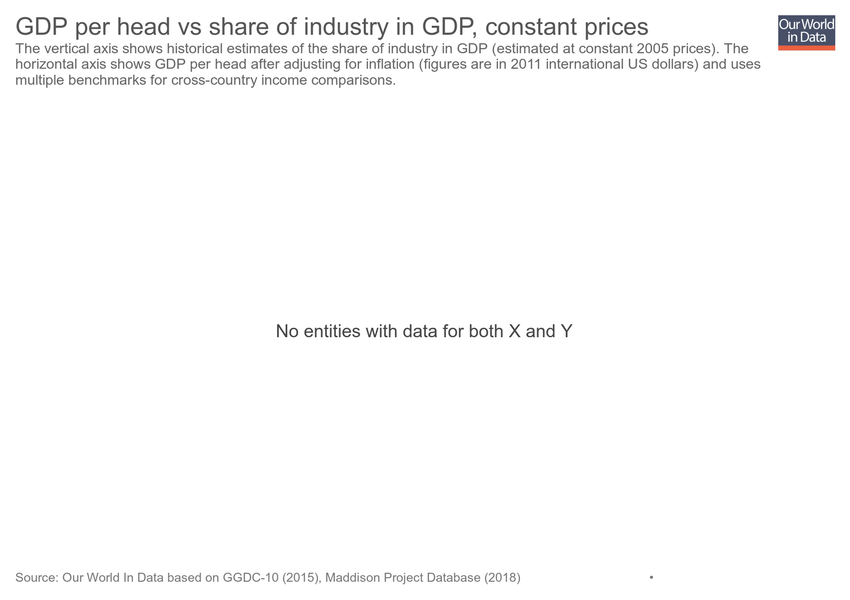 GDP per head vs share of industry in GDP, constant prices
Our World
in Data
The vertical axis shows historical estimates of the share of industry in GDP (estimated at constant 2005 prices). The
horizontal axis shows GDP per head after adjusting for inflation (figures are in 2011 international US dollars) and uses
multiple benchmarks for cross-country income comparisons.
No entities with data for both X and Y
Source: Our World In Data based on GGDC-10 (2015), Maddison Project Database (2018) •